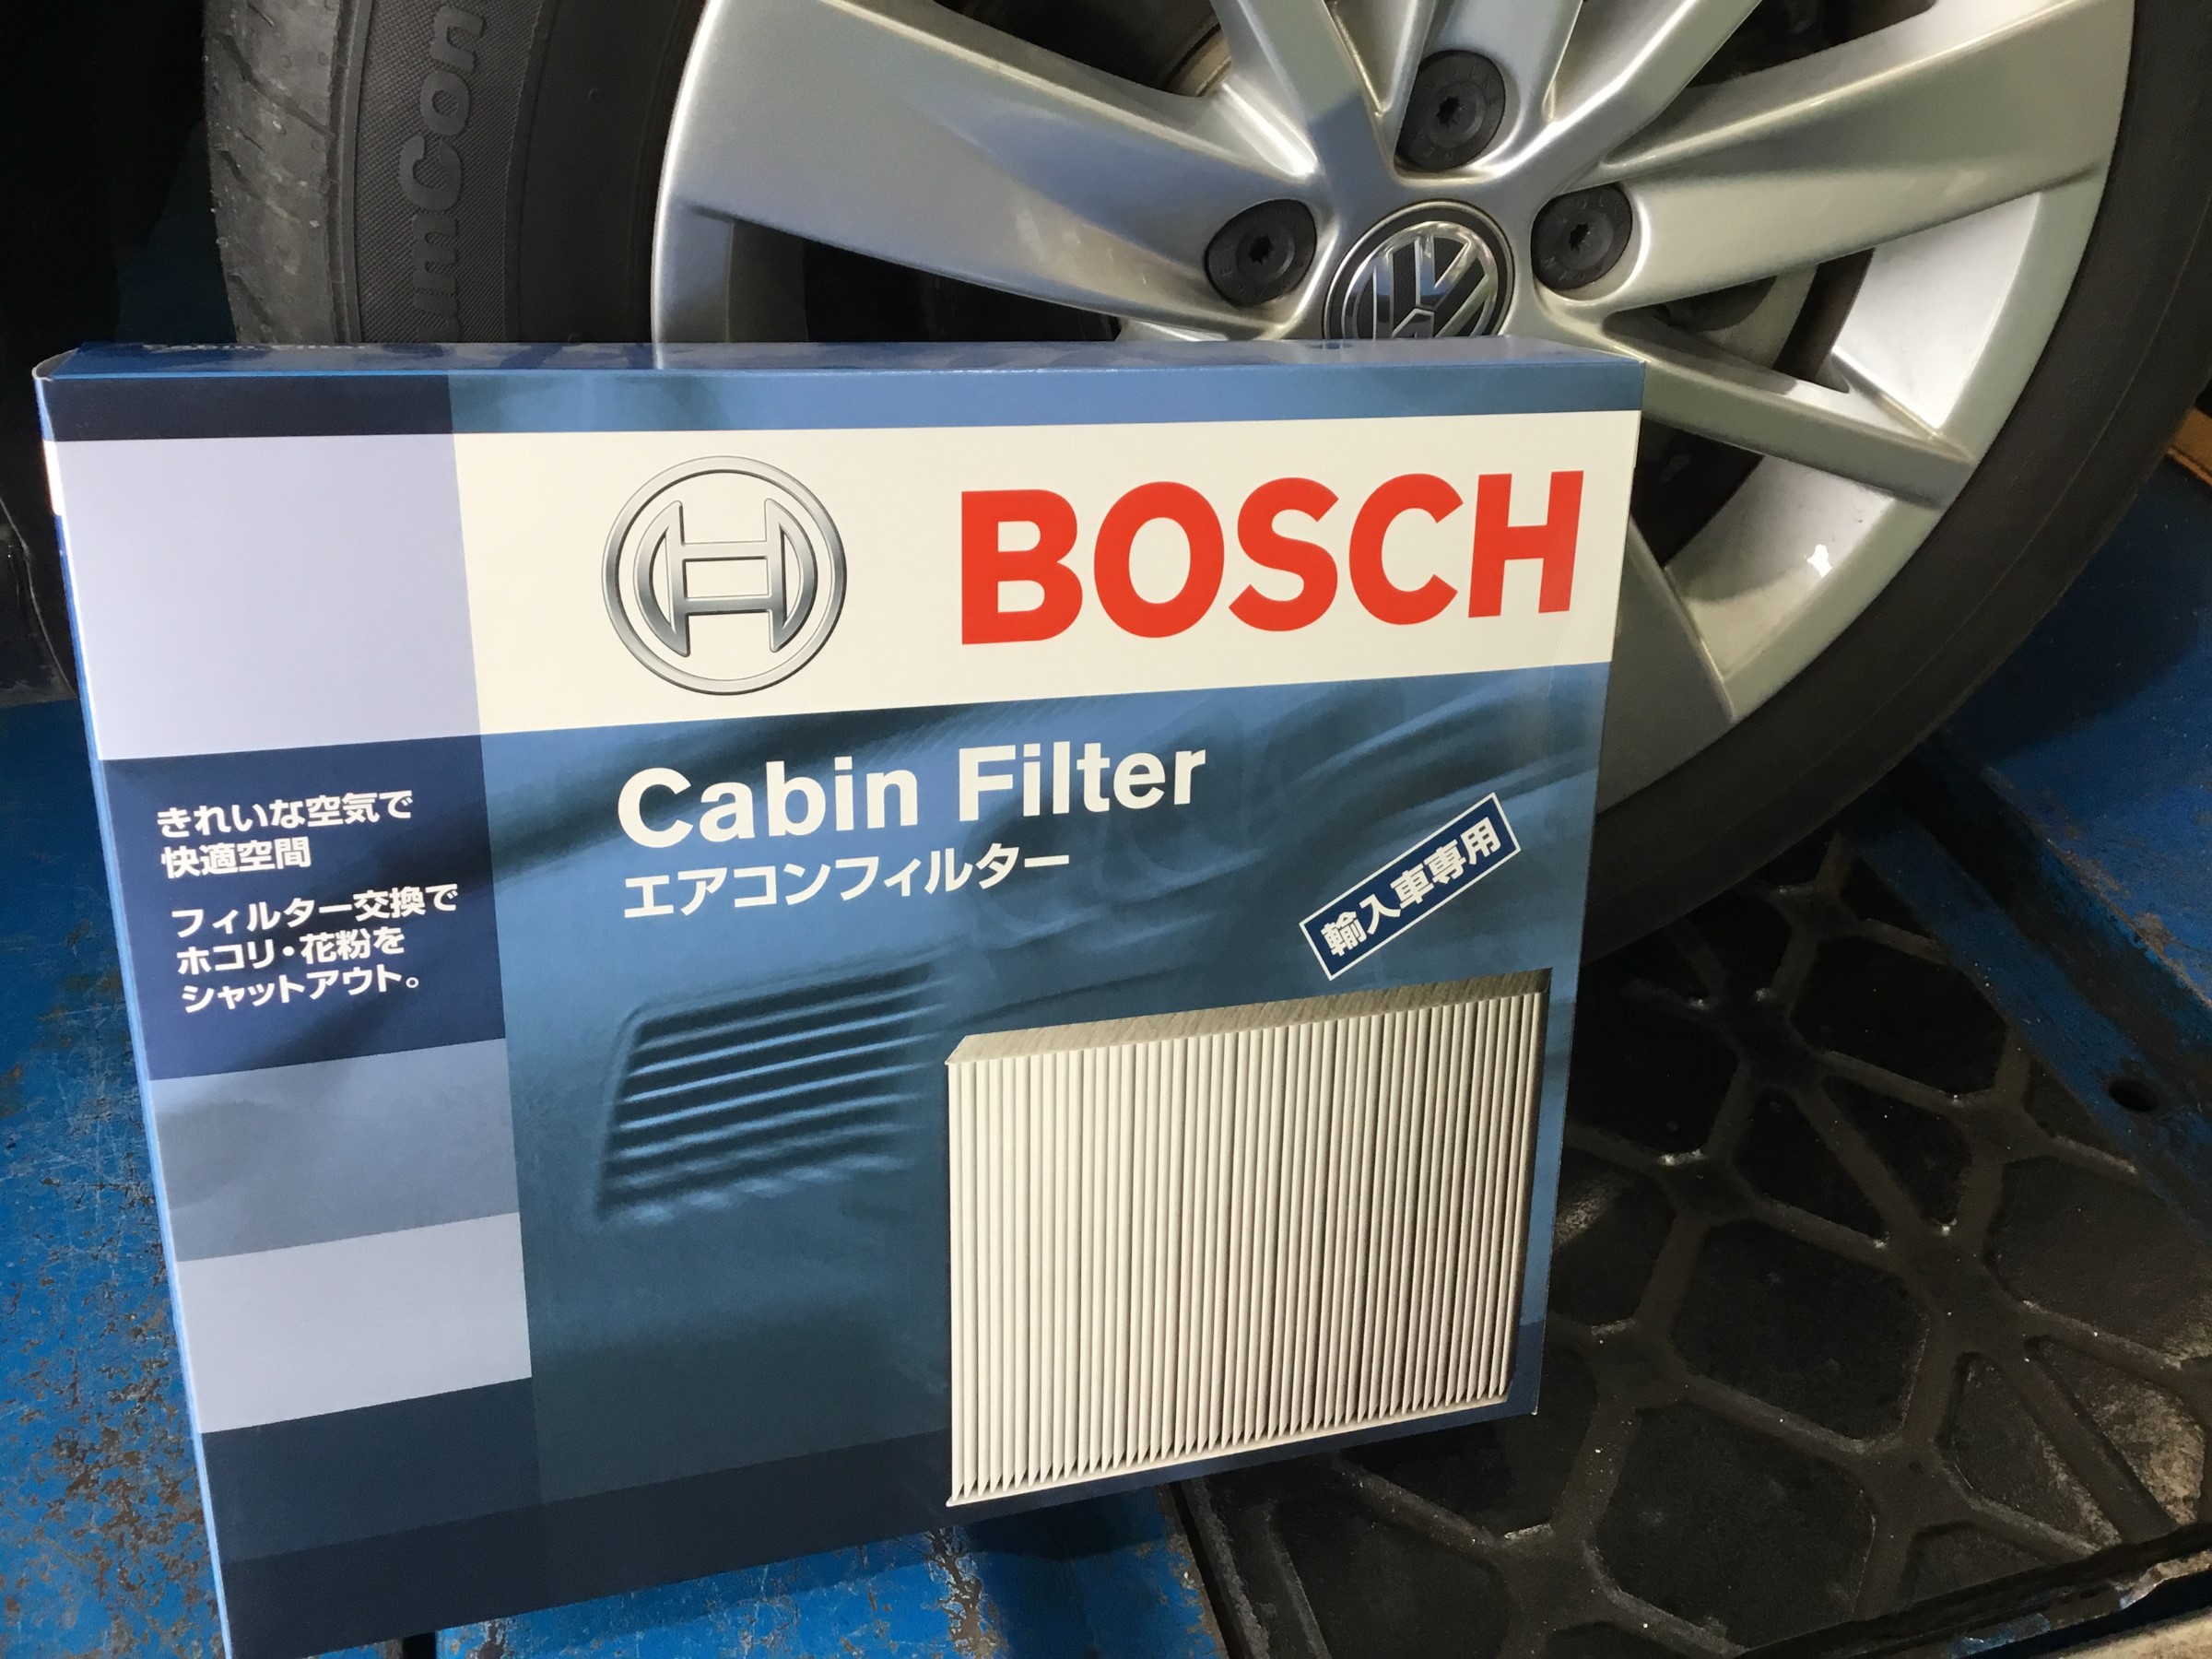 BOSCH
Cabin Filter
エアコンフィルター
輸入車専用
きれいな空気で
快適空間
フィルター交換で
ホコリ・花粉を
シャットアウト。